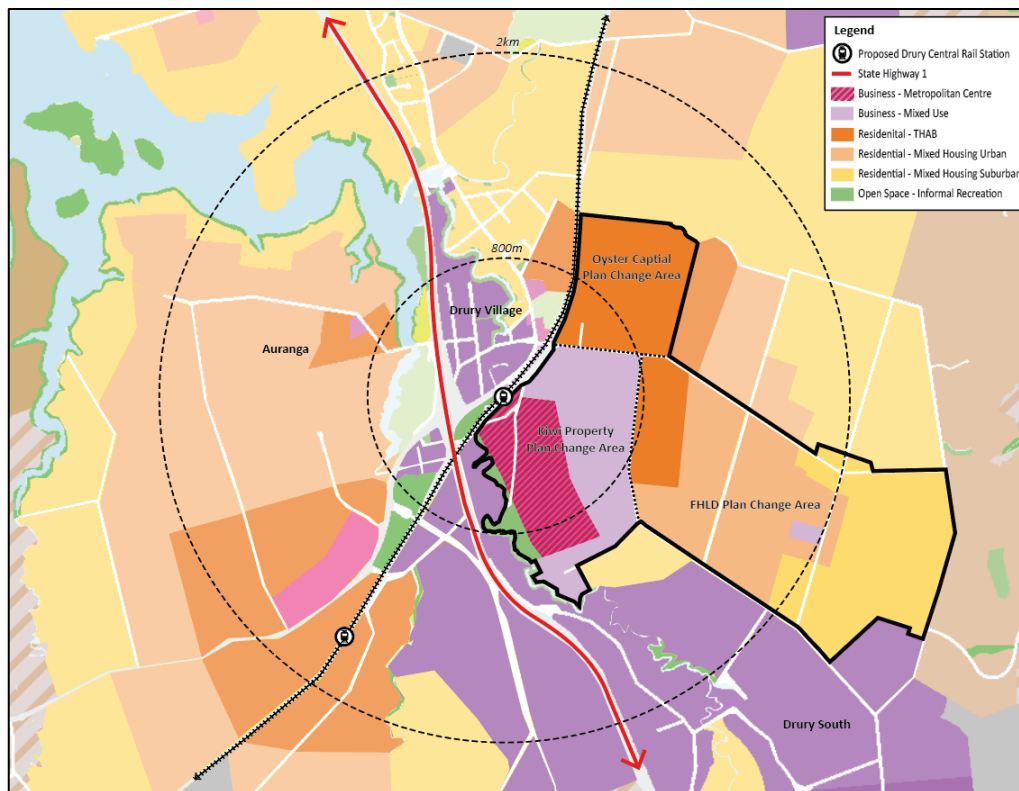 2km
Legend
Proposed Drury Central Rail Station
State Highway 1
Business - Metropolitan Centre
Business - Mixed Use
Residenital - THAB
Residential - Mixed Housing Urban
Residential - Mixed Housing Suburban
Open Space - Informal Recreation
800m
Oyster Captial
Plan Change Area
Drury Village
Auranga
Kiwi Property
Plan Change Area
FHLD Plan Change Area
Drury South